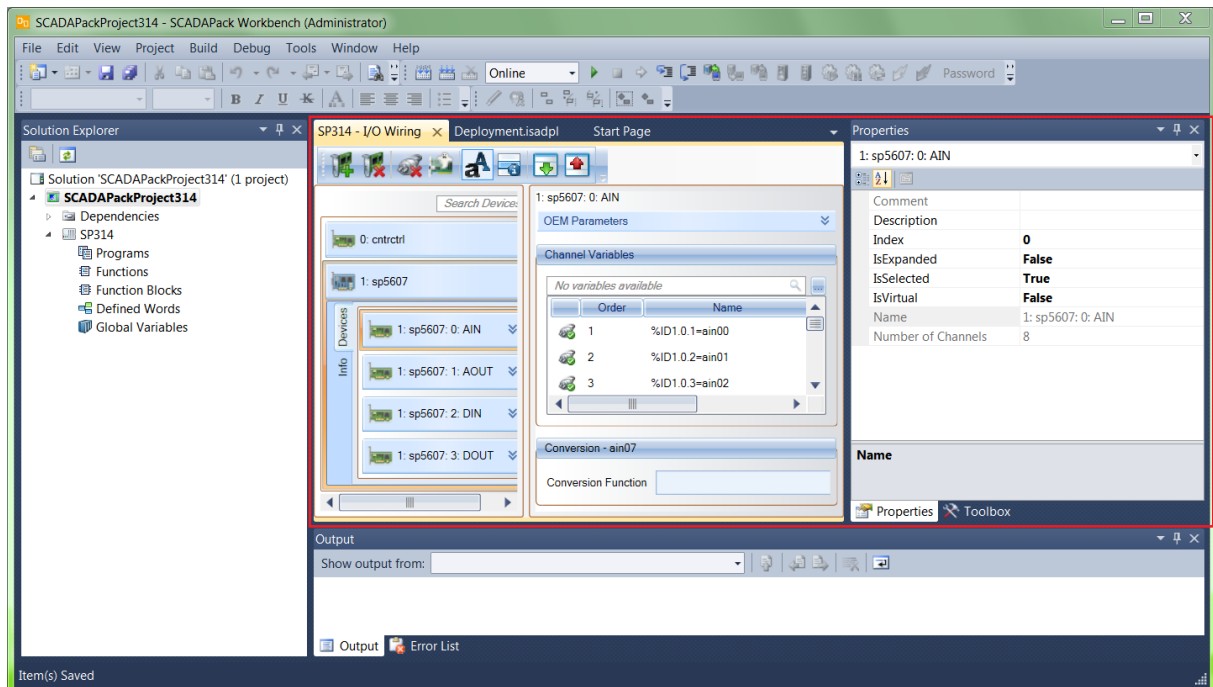 SCADAPackProject314 - SCADAPack Workbench (Administrator)
File Edit View Project Build Debug Tools Window Help
Online
Password
B I U K A
Solution Explorer
Solution 'SCADAPackProject314' (1 project)
SCADAPackProject314
Dependencies
SP314
Programs
Functions
Function Blocks
Defined Words
Global Variables
SP314 - I/O Wiring Deployment.isadpl Start Page
a A
Search Devices
0: cntrctrl
1: sp5607
Devices
Info
1: sp5607: 0: AIN
1: sp5607: 1: AOUT
1: sp5607: 2: DIN
1: sp5607: 3: DOUT
1: sp5607: 0: AIN
OEM Parameters
Channel Variables
No variables available
Order Name
1 %ID1.0.1=ain00
2 %ID1.0.2=ain01
3 %ID1.0.3=ain02
Conversion - ain07
Conversion Function
Properties
1: sp5607: 0: AIN
Comment
Description
Index 0
IsExpanded False
IsSelected True
IsVirtual False
Name 1: sp5607: 0: AIN
Number of Channels 8
Name
Properties Toolbox
Output
Show output from:
Output Error List
Item(s) Saved